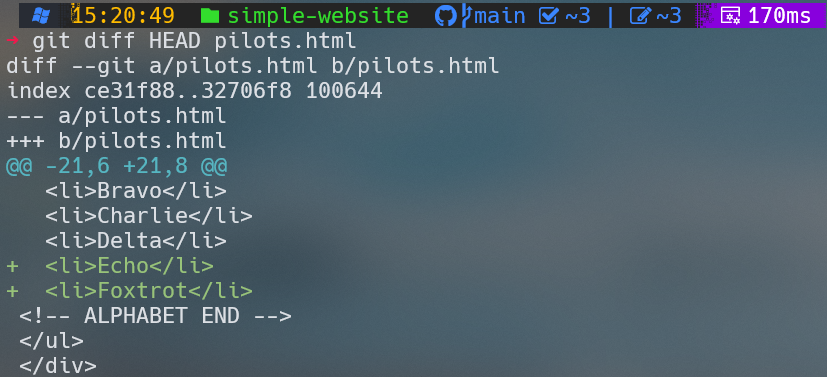 15:20:49 simple-website main ~3 | ~3 170ms
git diff HEAD pilots.html
diff --git a/pilots.html b/pilots.html
index ce31f88..32706f8 100644
--- a/pilots.html
+++ b/pilots.html
@@ -21,6 +21,8 @@
   <li>Bravo</li>
   <li>Charlie</li>
   <li>Delta</li>
+  <li>Echo</li>
+  <li>Foxtrot</li>
 <!-- ALPHABET END -->
 </ul>
 </div>